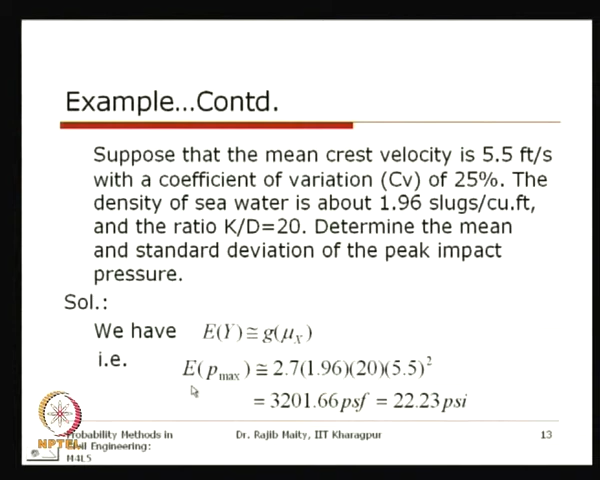 Example...Contd.
Suppose that the mean crest velocity is 5.5 ft/s
with a coefficient of variation (Cv) of 25%. The
density of sea water is about 1.96 slugs/cu.ft,
and the ratio K/D=20. Determine the mean
and standard deviation of the peak impact
pressure.
Sol.:
We have E(Y) ≅ g(μ_X)
i.e. E(p_max) ≅ 2.7(1.96)(20)(5.5)²
= 3201.66 psf = 22.23 psi
NPTEL
Probability Methods in
Civil Engineering:
M4L5
Dr. Rajib Maity, IIT Kharagpur
13